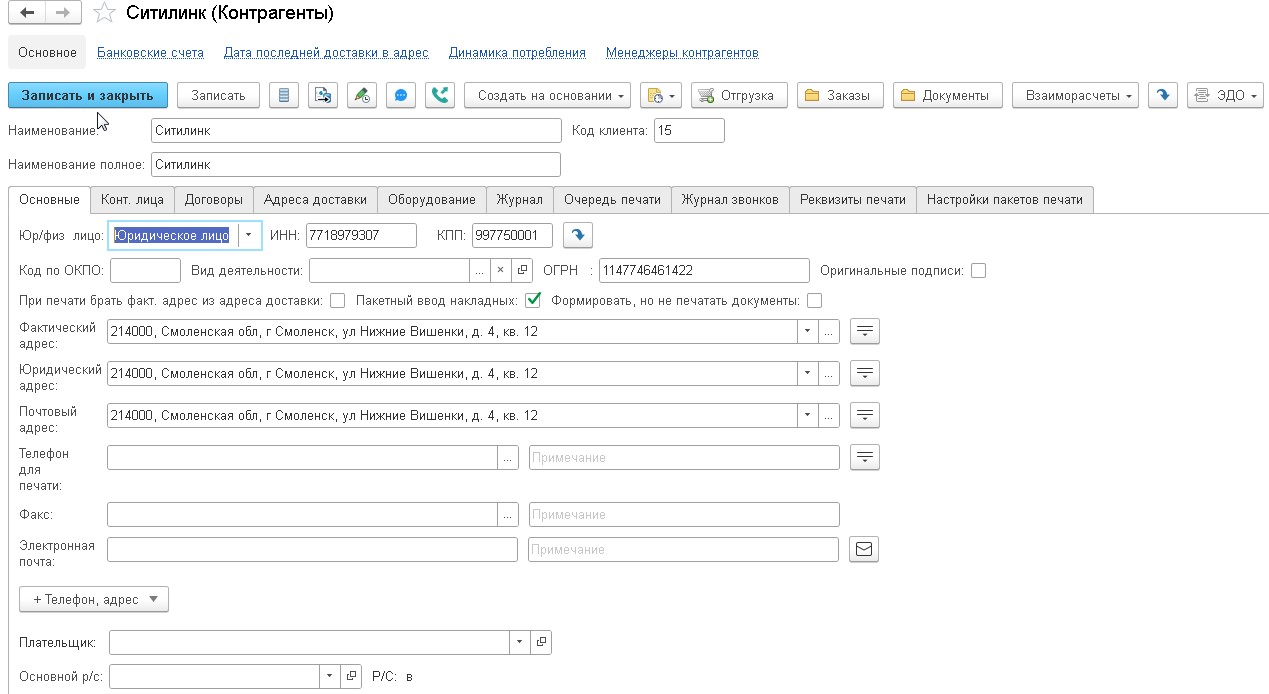 Ситилинк (Контрагенты)
Основное Банковские счета Дата последней доставки в адрес Динамика потребления Менеджеры контрагентов
Записать и закрыть Записать Создать на основании Отгрузка Заказы Документы Взаиморасчеты ЭДО
Наименование: Ситилинк Код клиента: 15
Наименование полное: Ситилинк
Основные Конт. лица Договоры Адреса доставки Оборудование Журнал Очередь печати Журнал звонков Реквизиты печати Настройки пакетов печати
Юр/физ лицо: Юридическое лицо ИНН: 7718979307 КПП: 997750001
Код по ОКПО: Вид деятельности: ... × ОГРН : 1147746461422 Оригинальные подписи:
При печати брать факт. адрес из адреса доставки: Пакетный ввод накладных: Формировать, но не печатать документы:
Фактический адрес: 214000, Смоленская обл, г Смоленск, ул Нижние Вишенки, д. 4, кв. 12 ...
Юридический адрес: 214000, Смоленская обл, г Смоленск, ул Нижние Вишенки, д. 4, кв. 12 ...
Почтовый адрес: 214000, Смоленская обл, г Смоленск, ул Нижние Вишенки, д. 4, кв. 12 ...
Телефон для печати: ... Примечание
Факс: ... Примечание
Электронная почта: Примечание
+ Телефон, адрес
Плательщик:
Основной р/с: Р/С: в